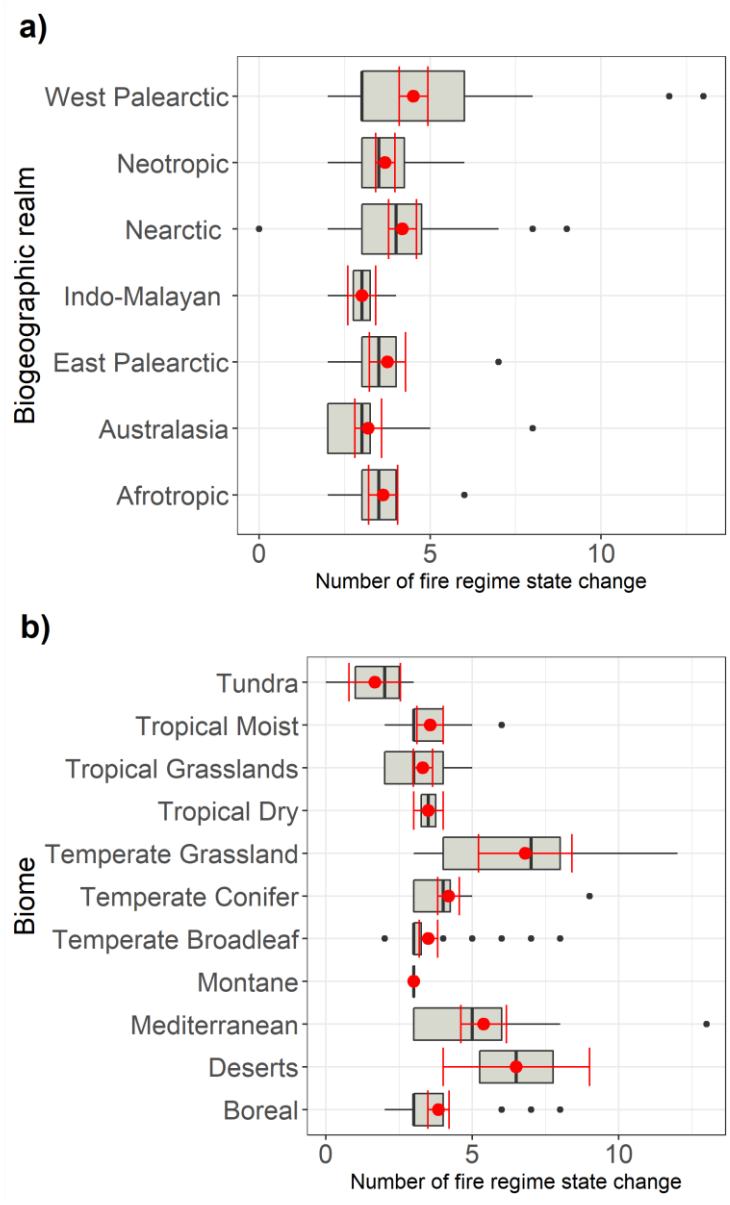 a)
Biogeographic realm
West Palearctic
Neotropic
Nearctic
Indo-Malayan
East Palearctic
Australasia
Afrotropic
0 5 10
Number of fire regime state change
b)
Biome
Tundra
Tropical Moist
Tropical Grasslands
Tropical Dry
Temperate Grassland
Temperate Conifer
Temperate Broadleaf
Montane
Mediterranean
Deserts
Boreal
0 5 10
Number of fire regime state change